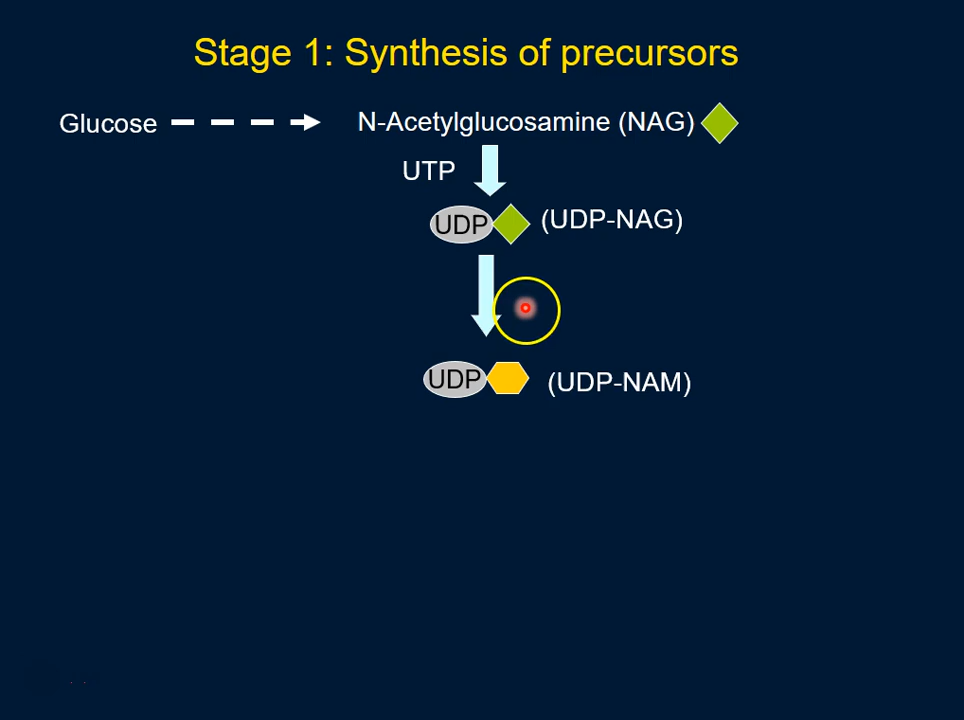 Stage 1: Synthesis of precursors
Glucose
N-Acetylglucosamine (NAG)
UTP
UDP
(UDP-NAG)
UDP
(UDP-NAM)